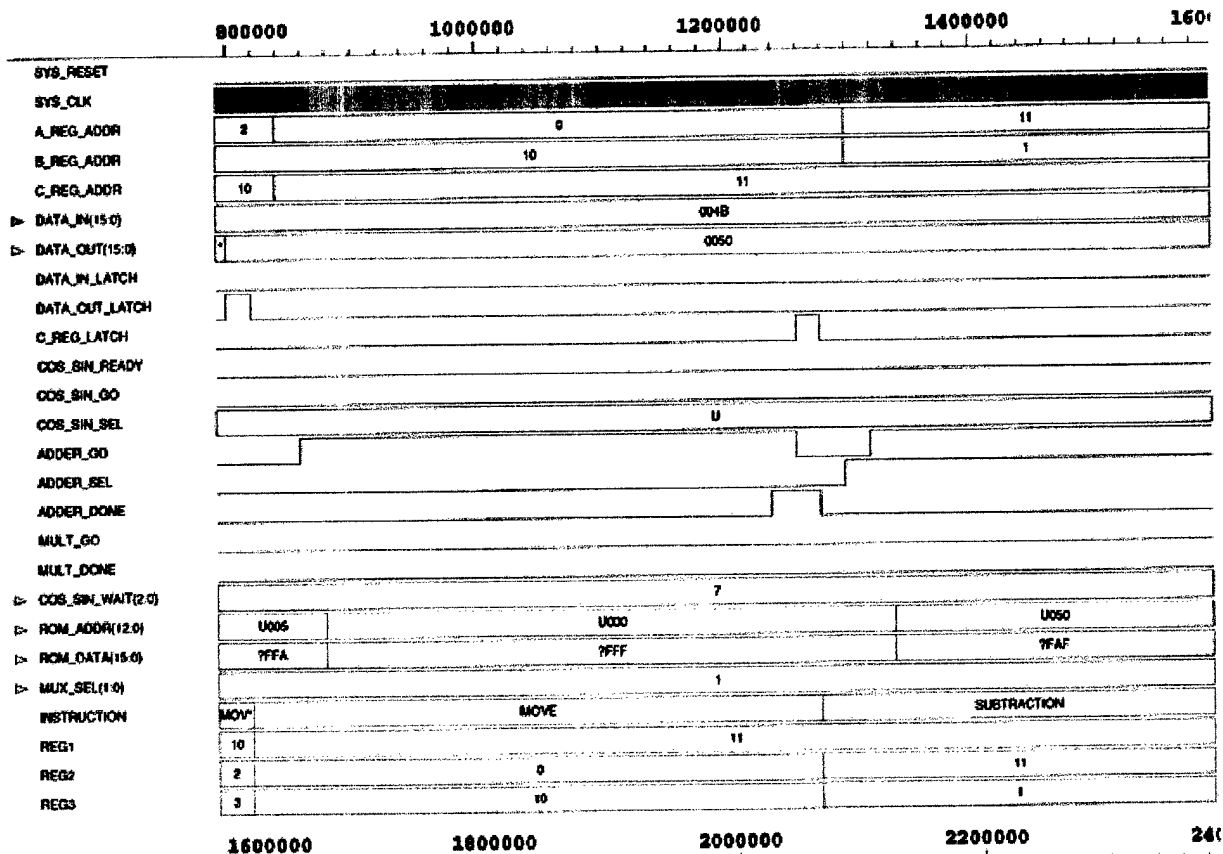 800000 1000000 1200000 1400000 160
SYS_RESET
SYS_CLK
A_REG_ADDR 2 0 11
B_REG_ADDR 10 1
C_REG_ADDR 10 11
DATA_IN(15:0) 004B
DATA_OUT(15:0) * 0050
DATA_IN_LATCH
DATA_OUT_LATCH
C_REG_LATCH
COS_SIN_READY
COS_SIN_GO
COS_SIN_SEL U
ADDER_GO
ADDER_SEL
ADDER_DONE
MULT_GO
MULT_DONE
COS_SIN_WAIT(2:0) 7
ROM_ADDR(12:0) U005 U000 U050
ROM_DATA(15:0) ?FFA ?FFF ?FAF
MUX_SEL(1:0) 1
INSTRUCTION MOV* MOVE SUBTRACTION
REG1 10 11
REG2 2 0 11
REG3 3 10 1
1600000 1800000 2000000 2200000 240